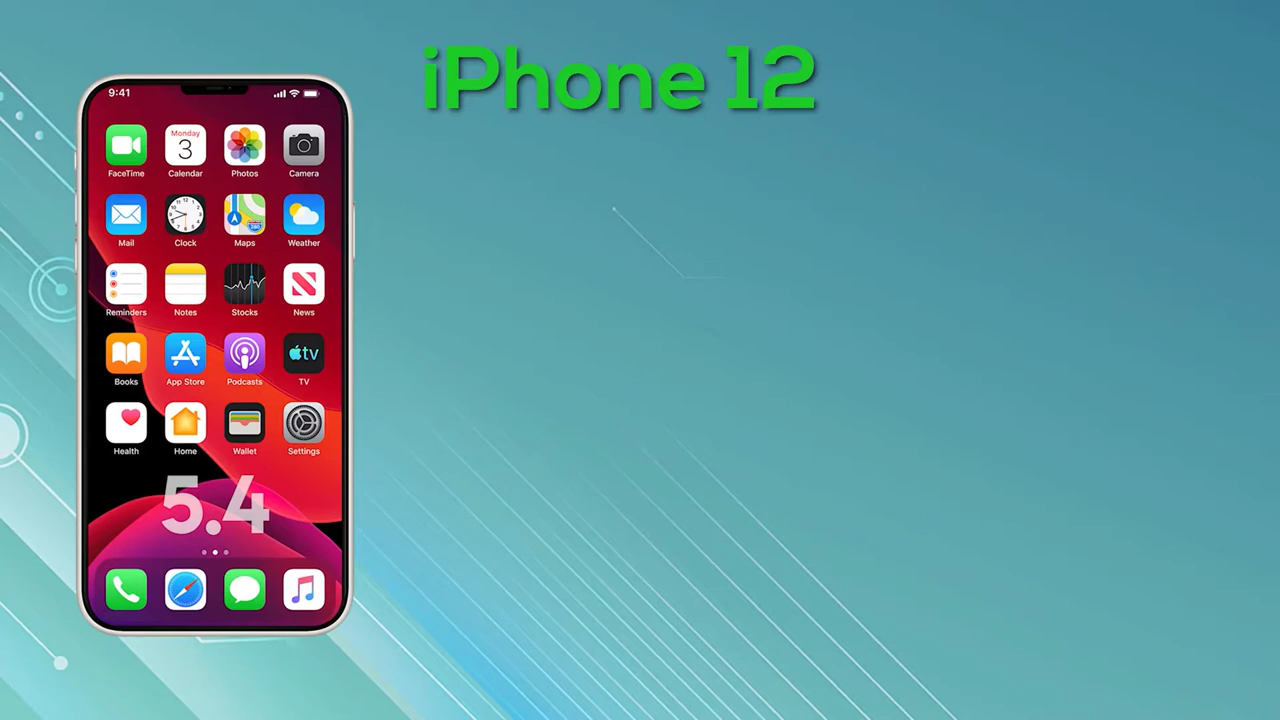 iPhone 12
9:41
FaceTime
Monday
3
Calendar
Photos
Camera
Mail
Clock
Maps
Weather
Reminders
Notes
Stocks
News
Books
App Store
Podcasts
tv
TV
Health
Home
Wallet
Settings
5.4